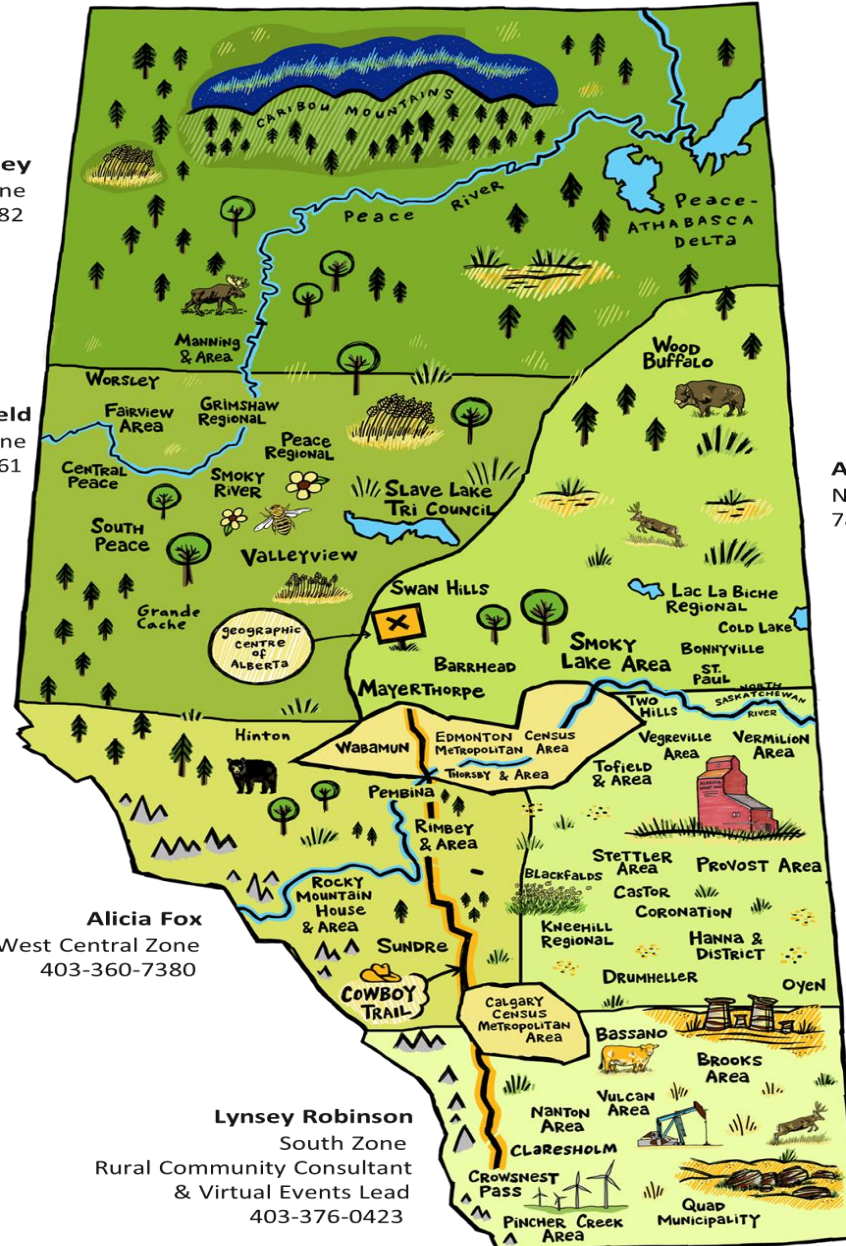 CARIBOU MOUNTAINS
Peace River
Peace-
ATHABASCA
DELTA
MANNING
& AREA
WOOD
BUFFALO
WORSLEY
FAIRVIEW
AREA
GRIMSHAW
REGIONAL
PEACE
REGIONAL
CENTRAL
PEACE
SMOKY
RIVER
SLAVE LAKE
TRI COUNCIL
SOUTH
PEACE
VALLEYVIEW
SWAN HILLS
LAC LA BICHE
REGIONAL
Grande
Cache
geographic
CENTRE
of
ALBERTA
COLD LAKE
BONNYVILLE
SMOKY
LAKE AREA
ST.
PAUL
BARRHEAD
MAYERTHORPE
NORTH
SASKATCHEWAN
RIVER
TWO
HILLS
Hinton
WABAMUN
EDMONTON CENSUS
METROPOLITAN AREA
THORSBY & AREA
VEGREVILLE
AREA
VERMILION
AREA
TOFIELD
& AREA
PEMBINA
RIMBEY
& AREA
STETTLER
AREA
PROVOST AREA
BLACKFALDS
CASTOR
CORONATION
ROCKY
MOUNTAIN
HOUSE
& AREA
KNEEHILL
REGIONAL
HANNA &
DISTRICT
SUNDRE
DRUMHELLER
OYEN
COWBOY
TRAIL
CALGARY
CENSUS
METROPOLITAN
AREA
BASSANO
BROOKS
AREA
VULCAN
AREA
NANTON
AREA
CLARESHOLM
CROWSNEST
PASS
PINCHER CREEK
AREA
QUAD
MUNICIPALITY
ey
ne
82
eld
ne
61
A
N
Alicia Fox
West Central Zone
403-360-7380
Lynsey Robinson
South Zone
Rural Community Consultant
& Virtual Events Lead
403-376-0423